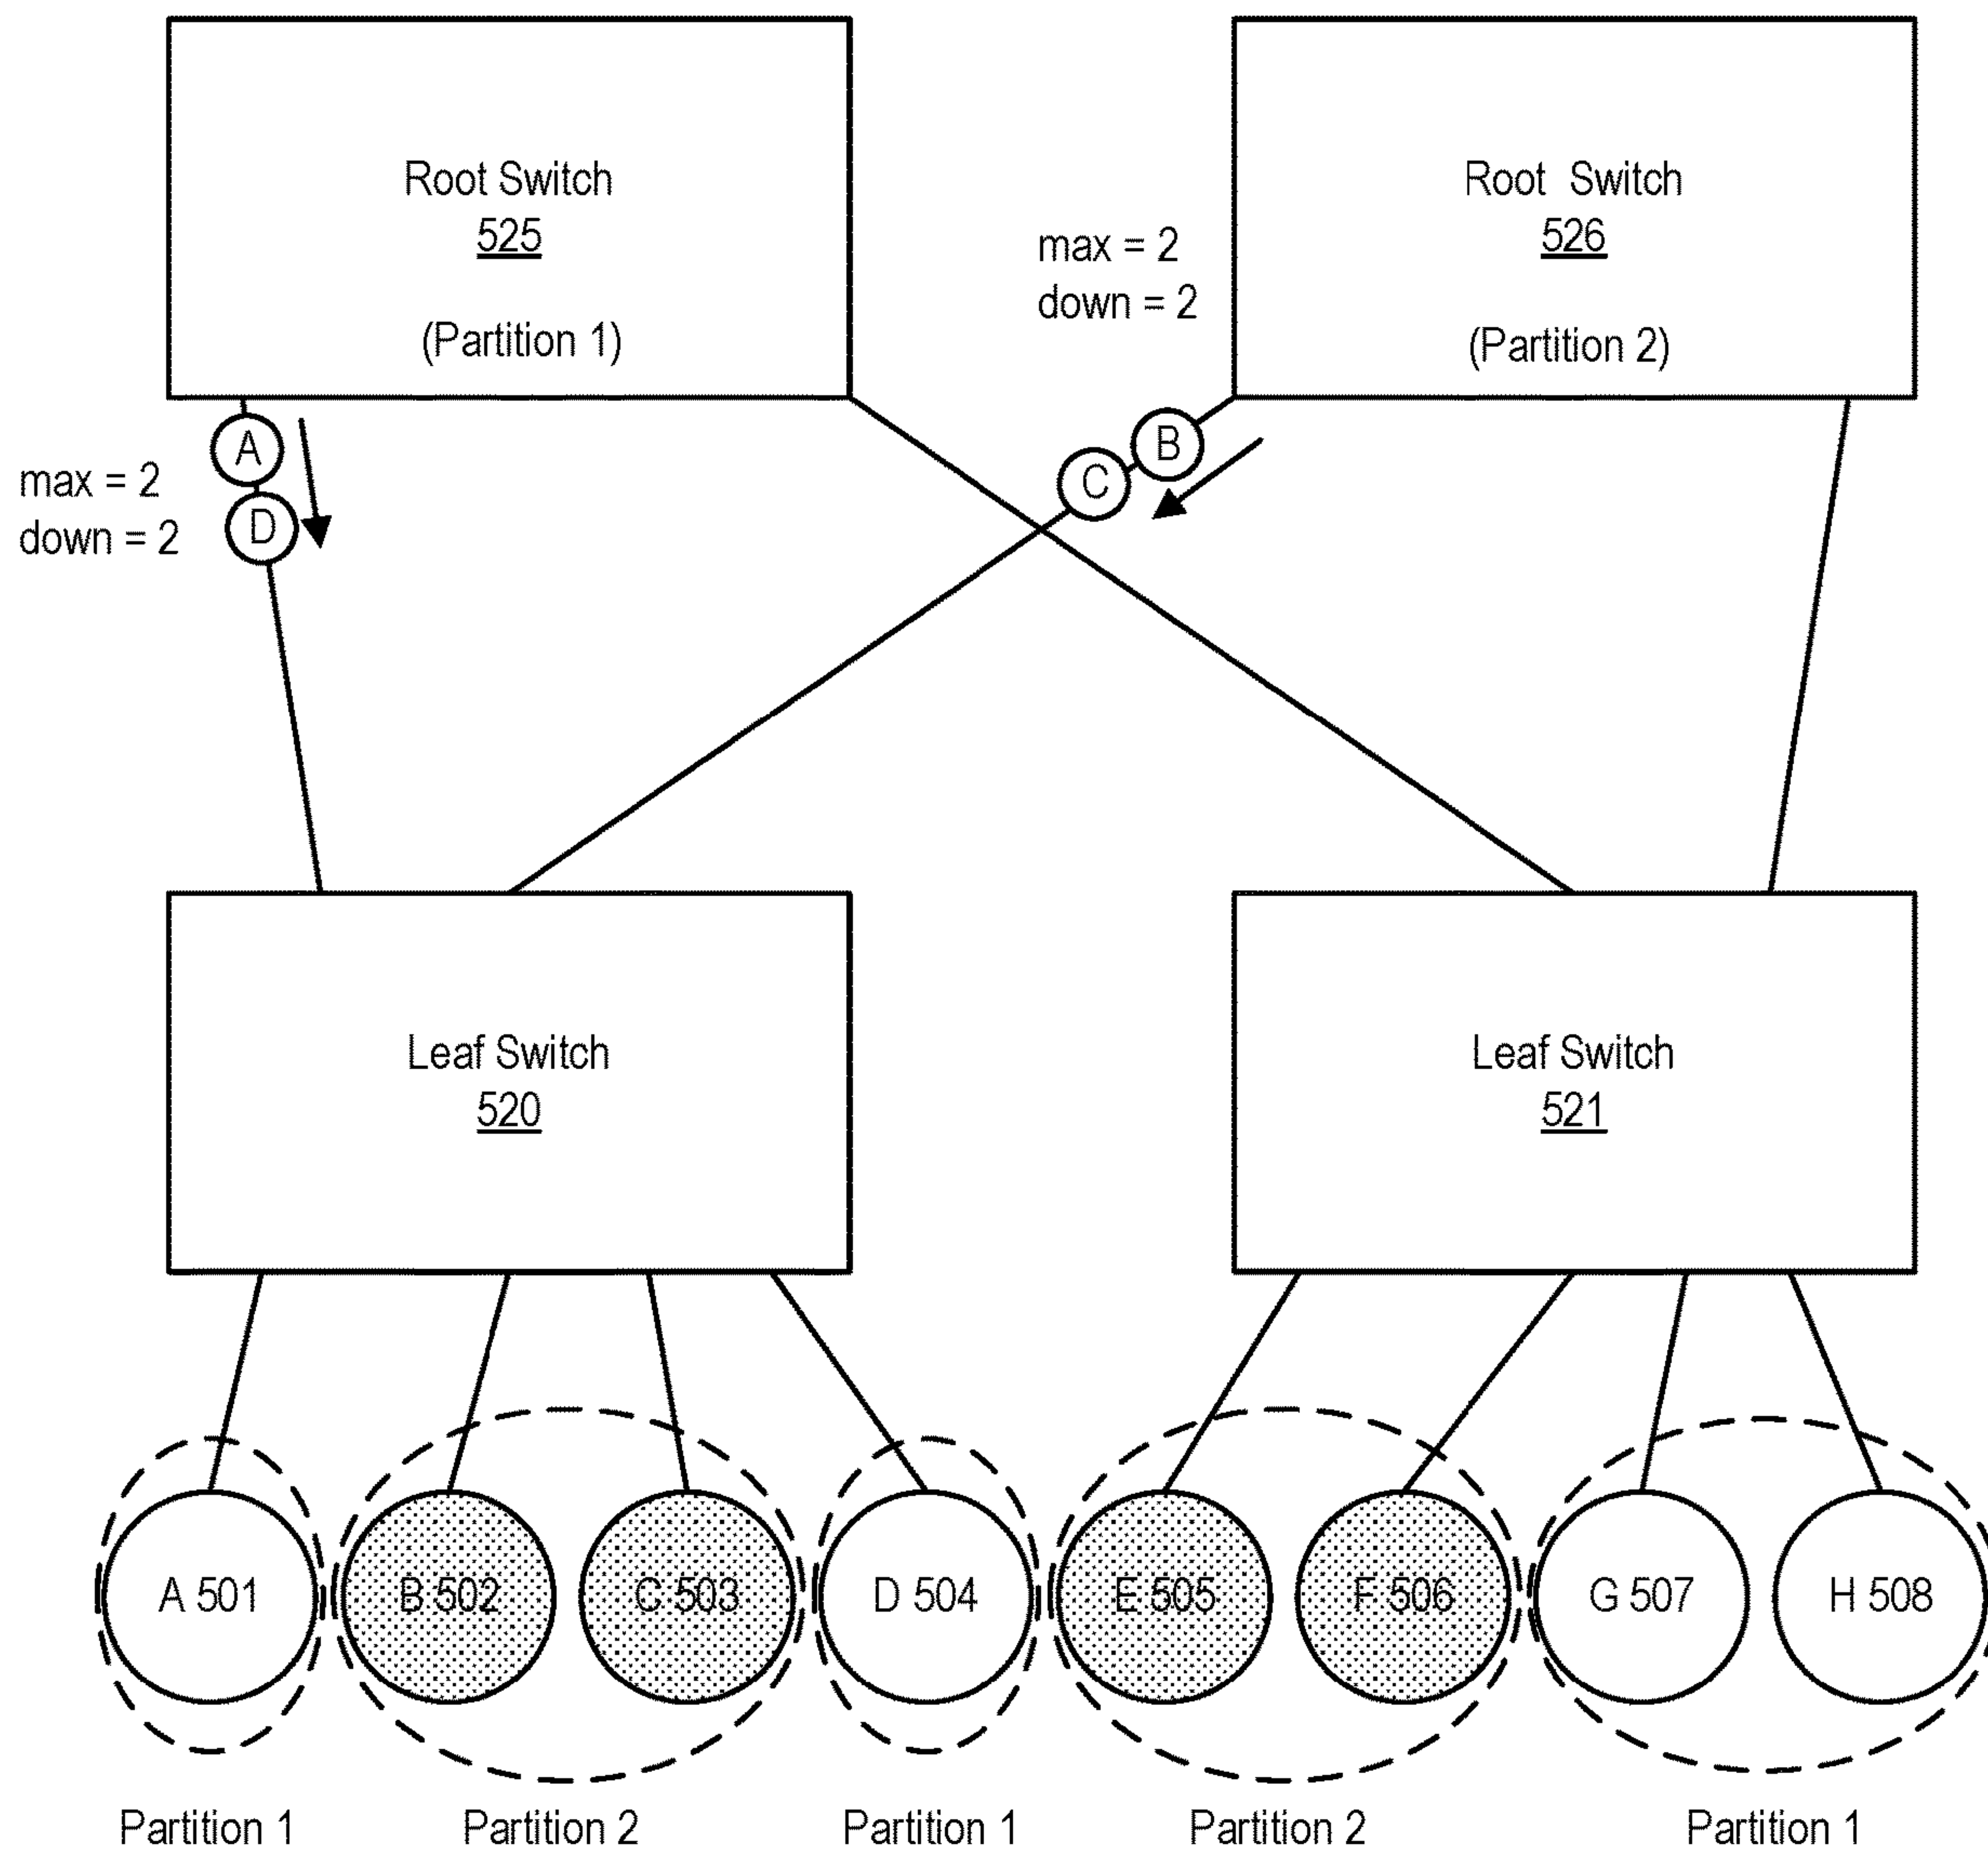 Root Switch
525
(Partition 1)
Root Switch
526
(Partition 2)
max = 2
down = 2
A
D
max = 2
down = 2
B
C
Leaf Switch
520
Leaf Switch
521
A 501
B 502
C 503
D 504
E 505
F 506
G 507
H 508
Partition 1
Partition 2
Partition 1
Partition 2
Partition 1